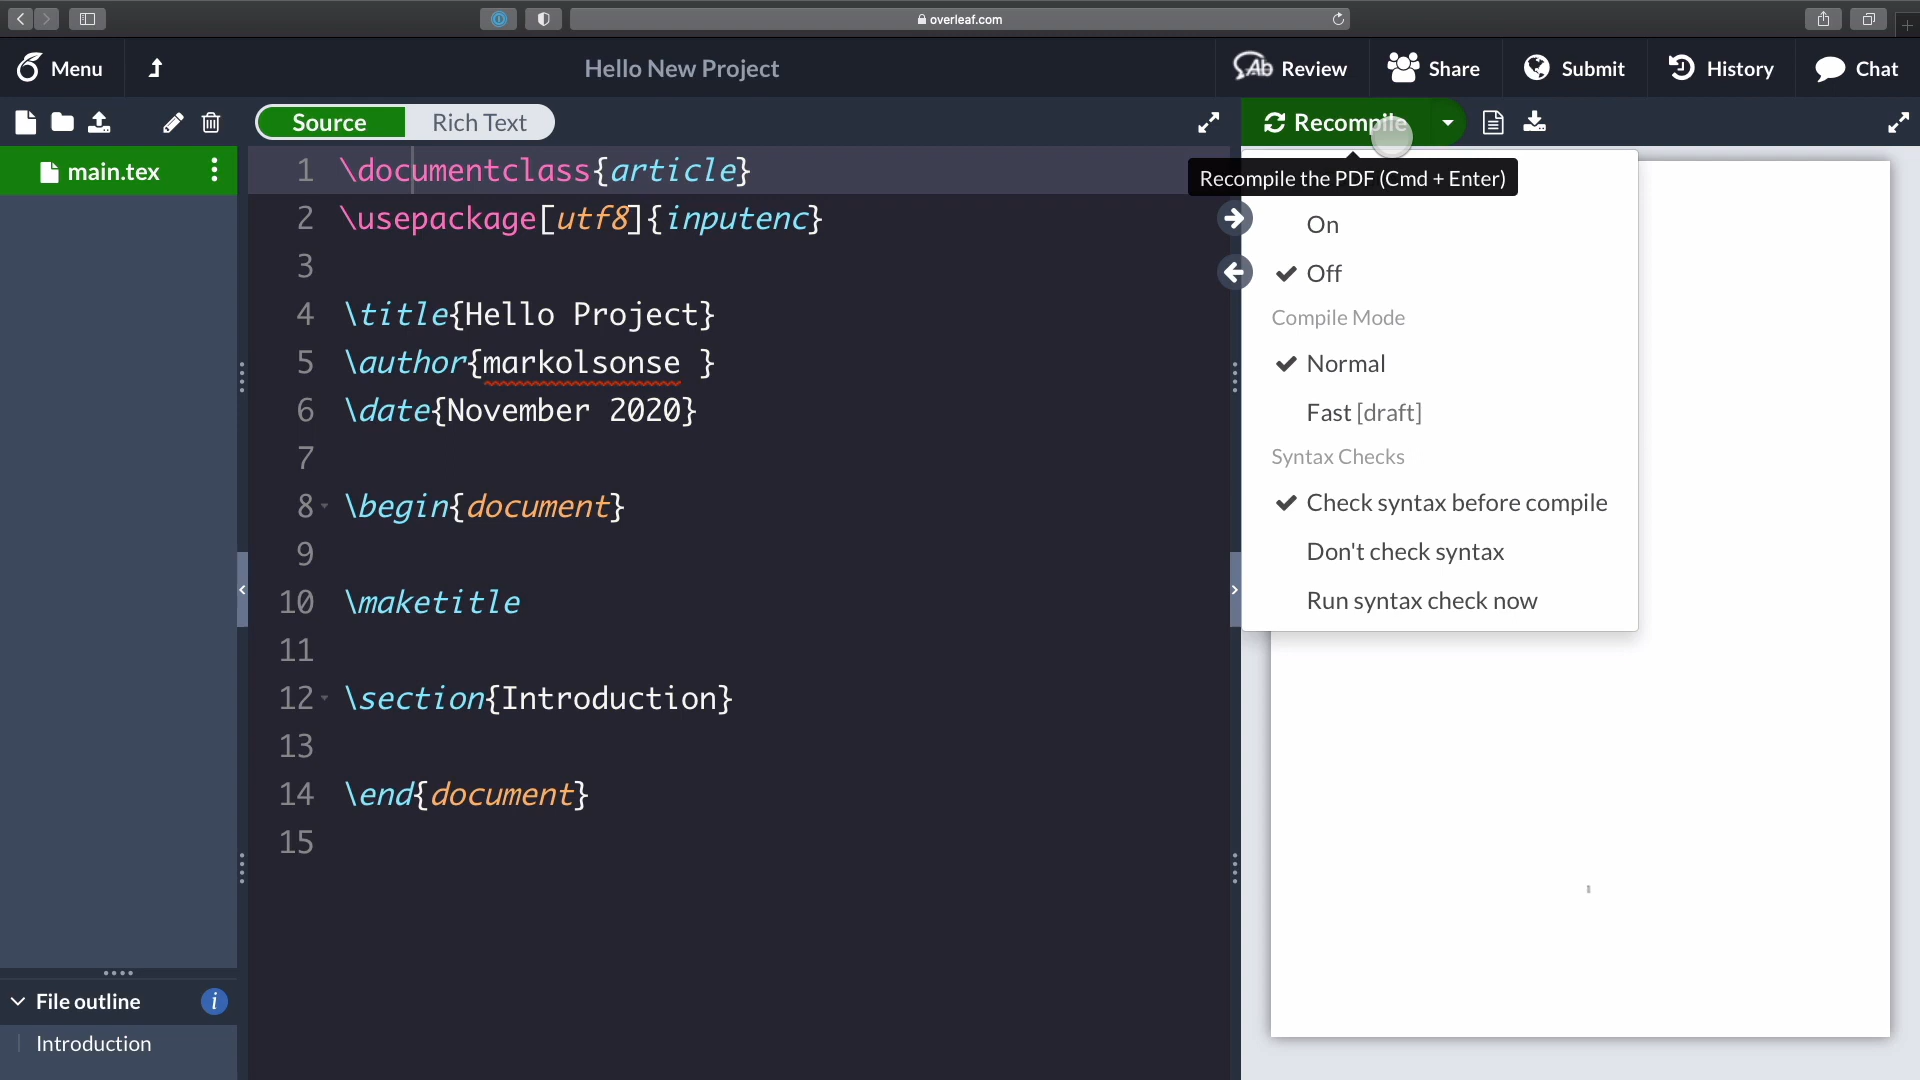 overleaf.com
Menu
Hello New Project
Review
Share
Submit
History
Chat
Source
Rich Text
Recompile
main.tex
Recompile the PDF (Cmd + Enter)
1 \documentclass{article}
2 \usepackage[utf8]{inputenc}
3
4 \title{Hello Project}
5 \author{markolsonse }
6 \date{November 2020}
7
8 \begin{document}
9
10 \maketitle
11
12 \section{Introduction}
13
14 \end{document}
15
On
Off
Compile Mode
Normal
Fast [draft]
Syntax Checks
Check syntax before compile
Don't check syntax
Run syntax check now
File outline
i
Introduction